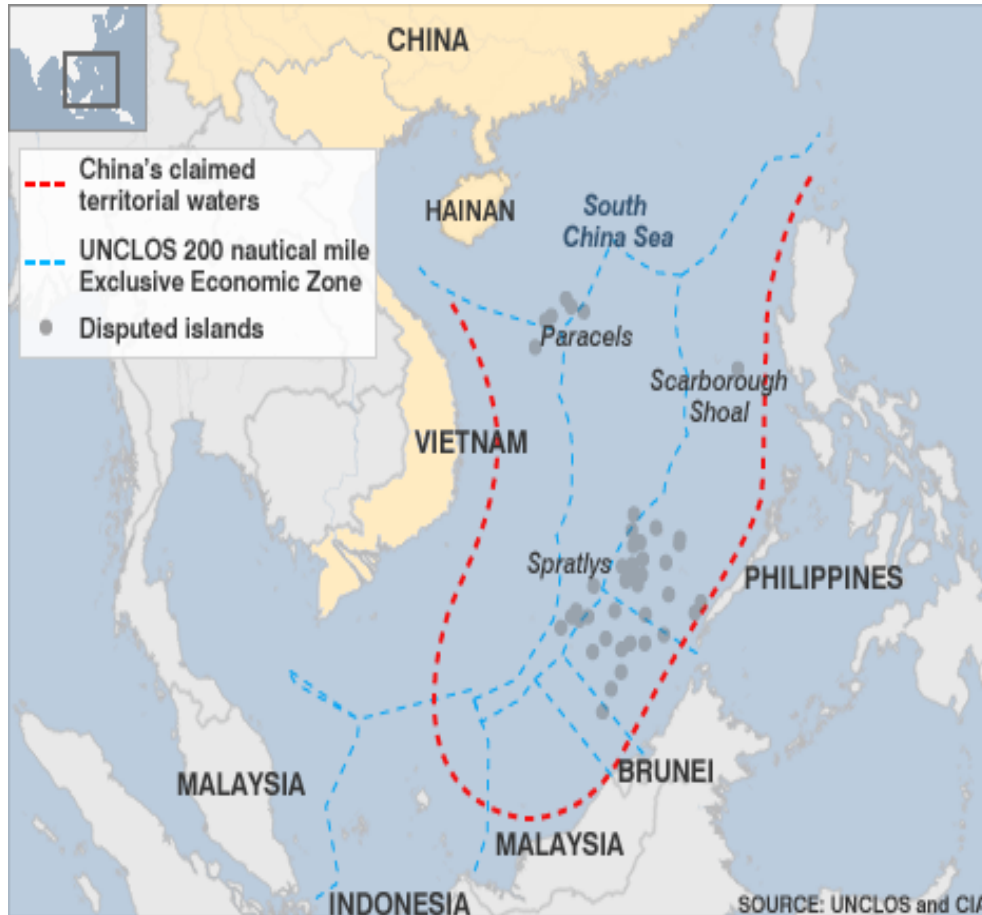 CHINA
China's claimed
territorial waters
UNCLOS 200 nautical mile
Exclusive Economic Zone
Disputed islands
HAINAN
South
China Sea
Paracels
Scarborough
Shoal
VIETNAM
Spratlys
PHILIPPINES
MALAYSIA
BRUNEI
MALAYSIA
INDONESIA
SOURCE: UNCLOS and CIA